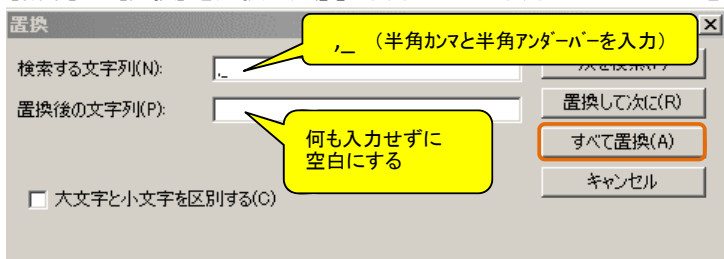 置換
,_ （半角ｶﾝﾏと半角ｱﾝﾀﾞｰﾊﾞｰを入力）
検索する文字列(N): ,_
置換後の文字列(P):
置換して次に(R)
何も入力せずに
空白にする
すべて置換(A)
キャンセル
大文字と小文字を区別する(C)